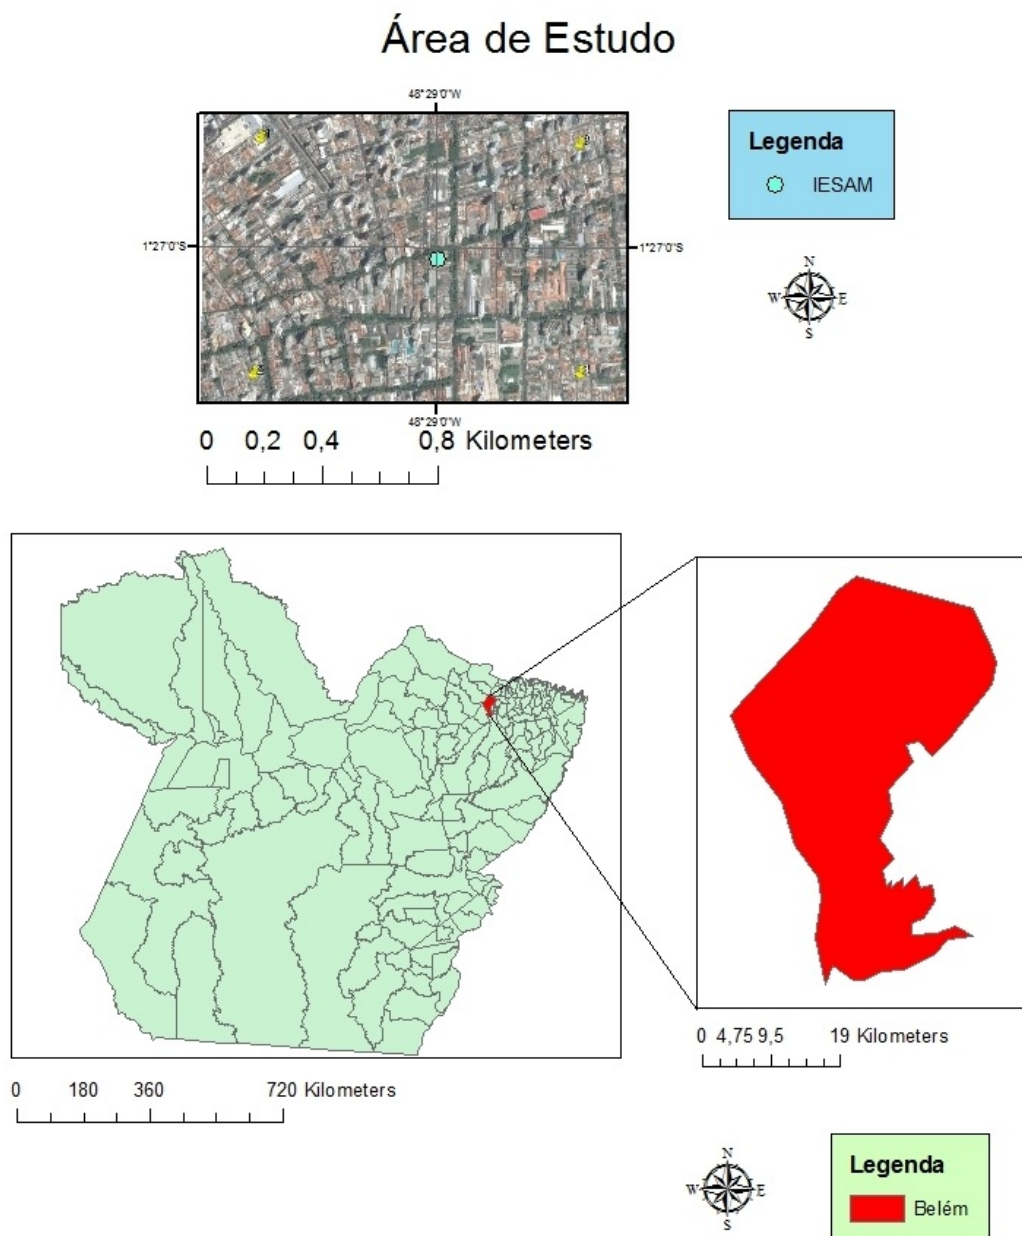 Área de Estudo
48°29'0"W
Legenda
IESAM
1°27'0"S
1°27'0"S
N
W E
S
48°29'0"W
0 0,2 0,4 0,8 Kilometers
0 180 360 720 Kilometers
0 4,75 9,5 19 Kilometers
N
W E
S
Legenda
Belém